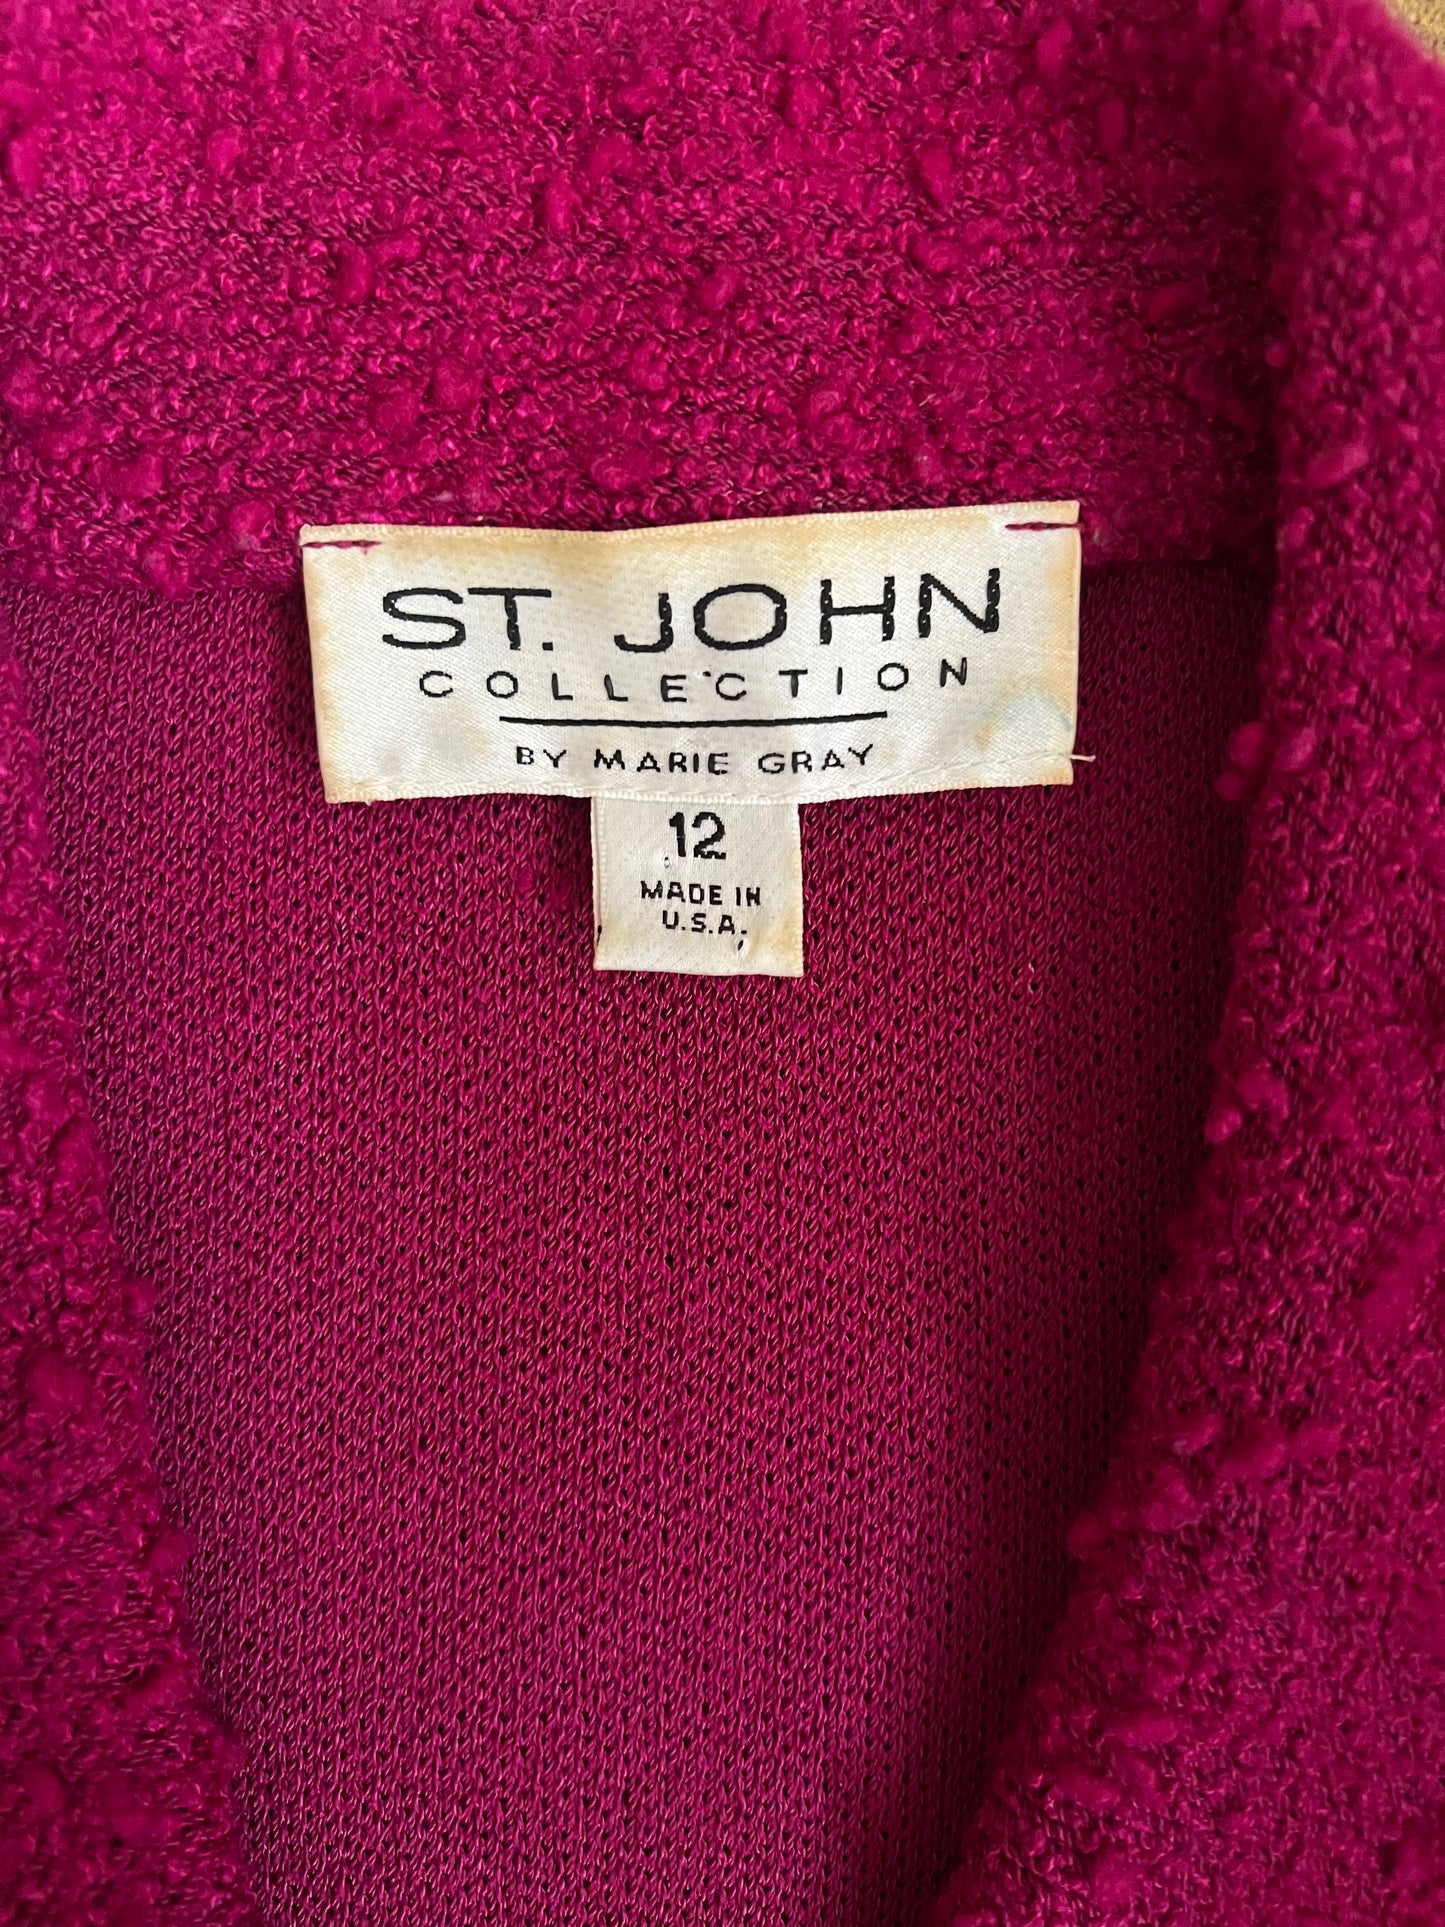 ST. JOHN
COLLECTION
BY MARIE GRAY
12
MADE IN
U.S.A.